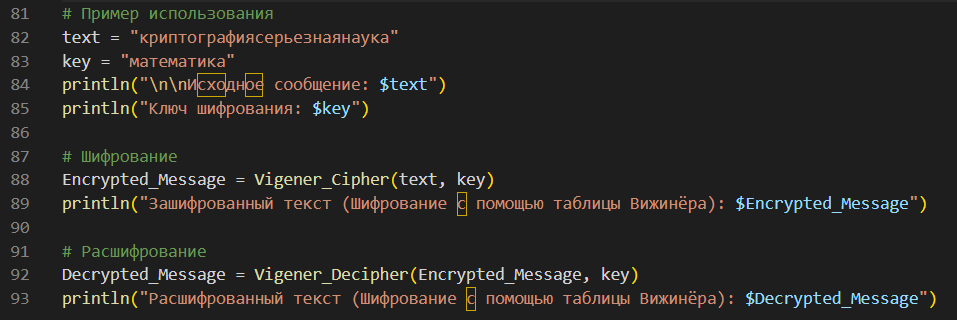 81 # Пример использования
82 text = "криптографиясерьезнаянаука"
83 key = "математика"
84 println("\n\nИсходное сообщение: $text")
85 println("Ключ шифрования: $key")
86
87 # Шифрование
88 Encrypted_Message = Vigener_Cipher(text, key)
89 println("Зашифрованный текст (Шифрование с помощью таблицы Вижинёра): $Encrypted_Message")
90
91 # Расшифрование
92 Decrypted_Message = Vigener_Decipher(Encrypted_Message, key)
93 println("Расшифрованный текст (Шифрование с помощью таблицы Вижинёра): $Decrypted_Message")